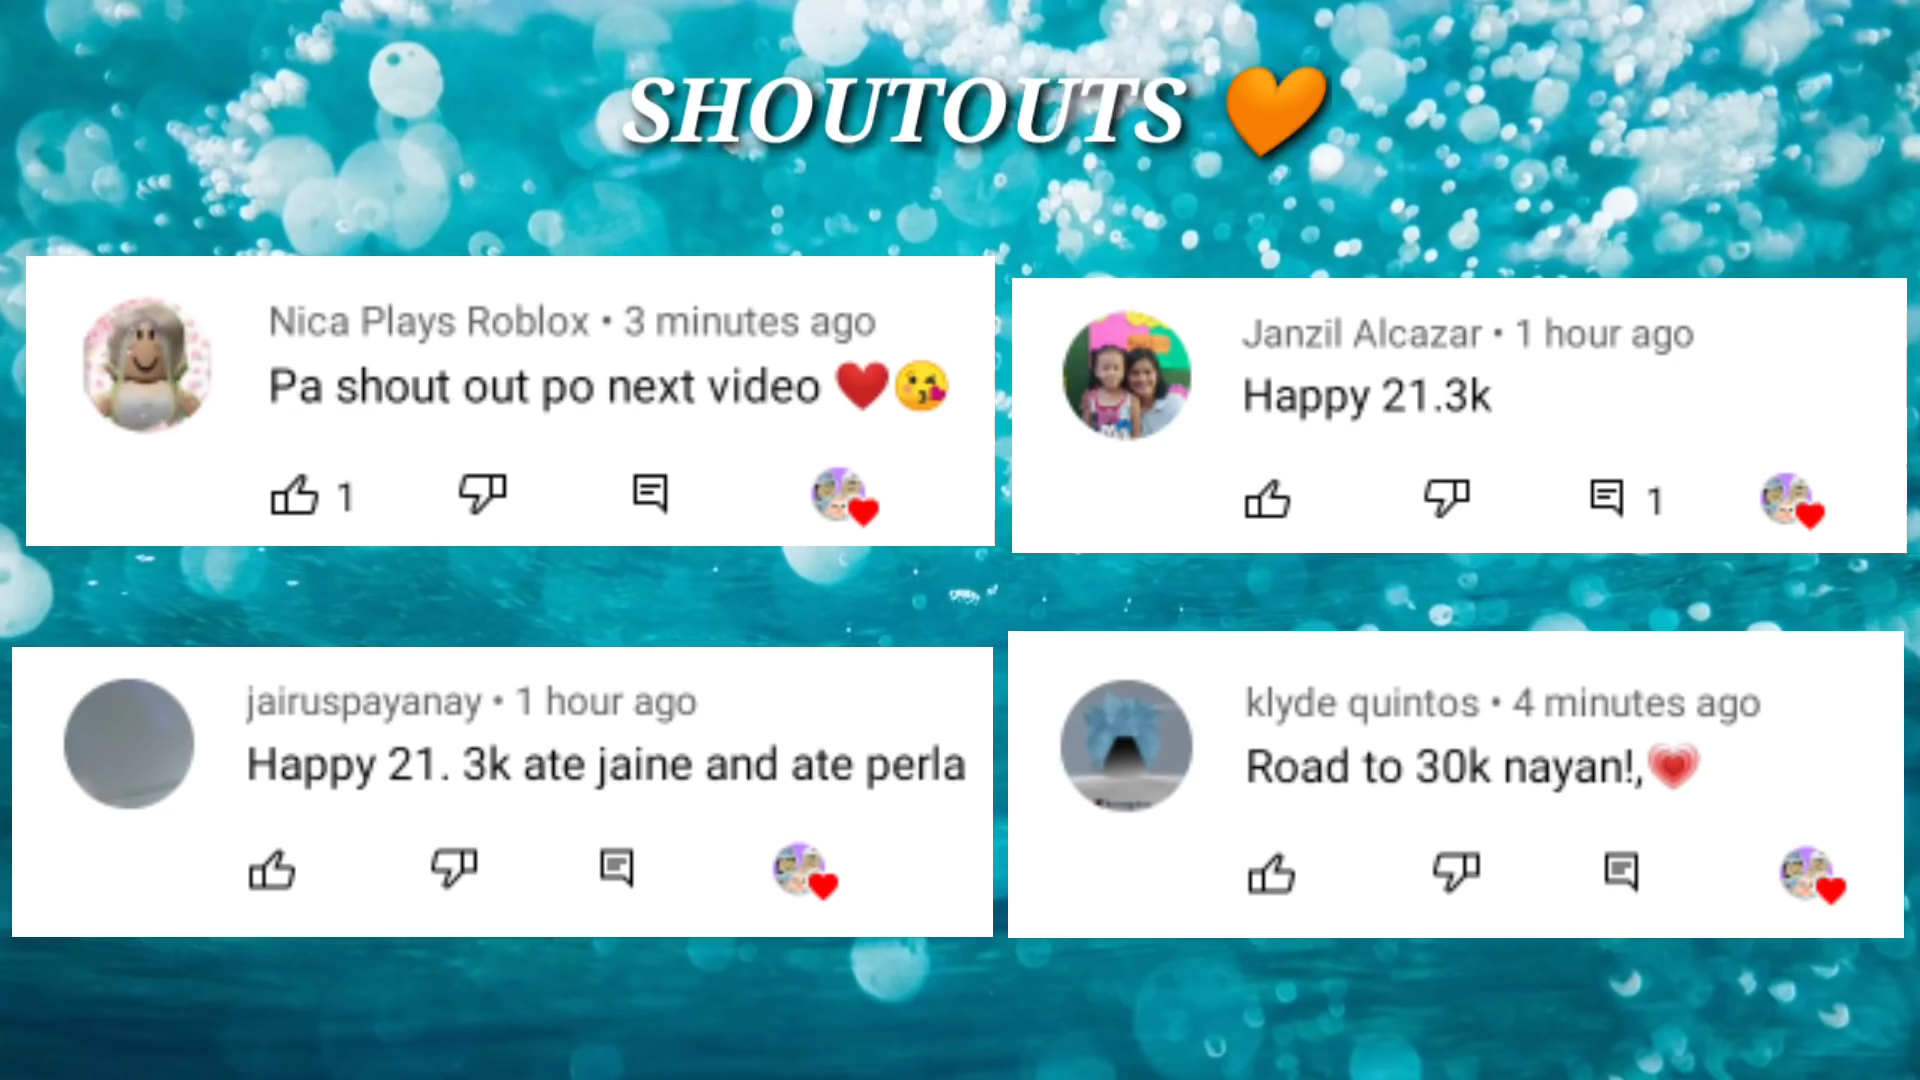 SHOUTOUTS 🧡
Nica Plays Roblox • 3 minutes ago
Pa shout out po next video ❤️😘
1
Janzil Alcazar • 1 hour ago
Happy 21.3k
1
jairuspayanay • 1 hour ago
Happy 21. 3k ate jaine and ate perla
klyde quintos • 4 minutes ago
Road to 30k nayan!,💗